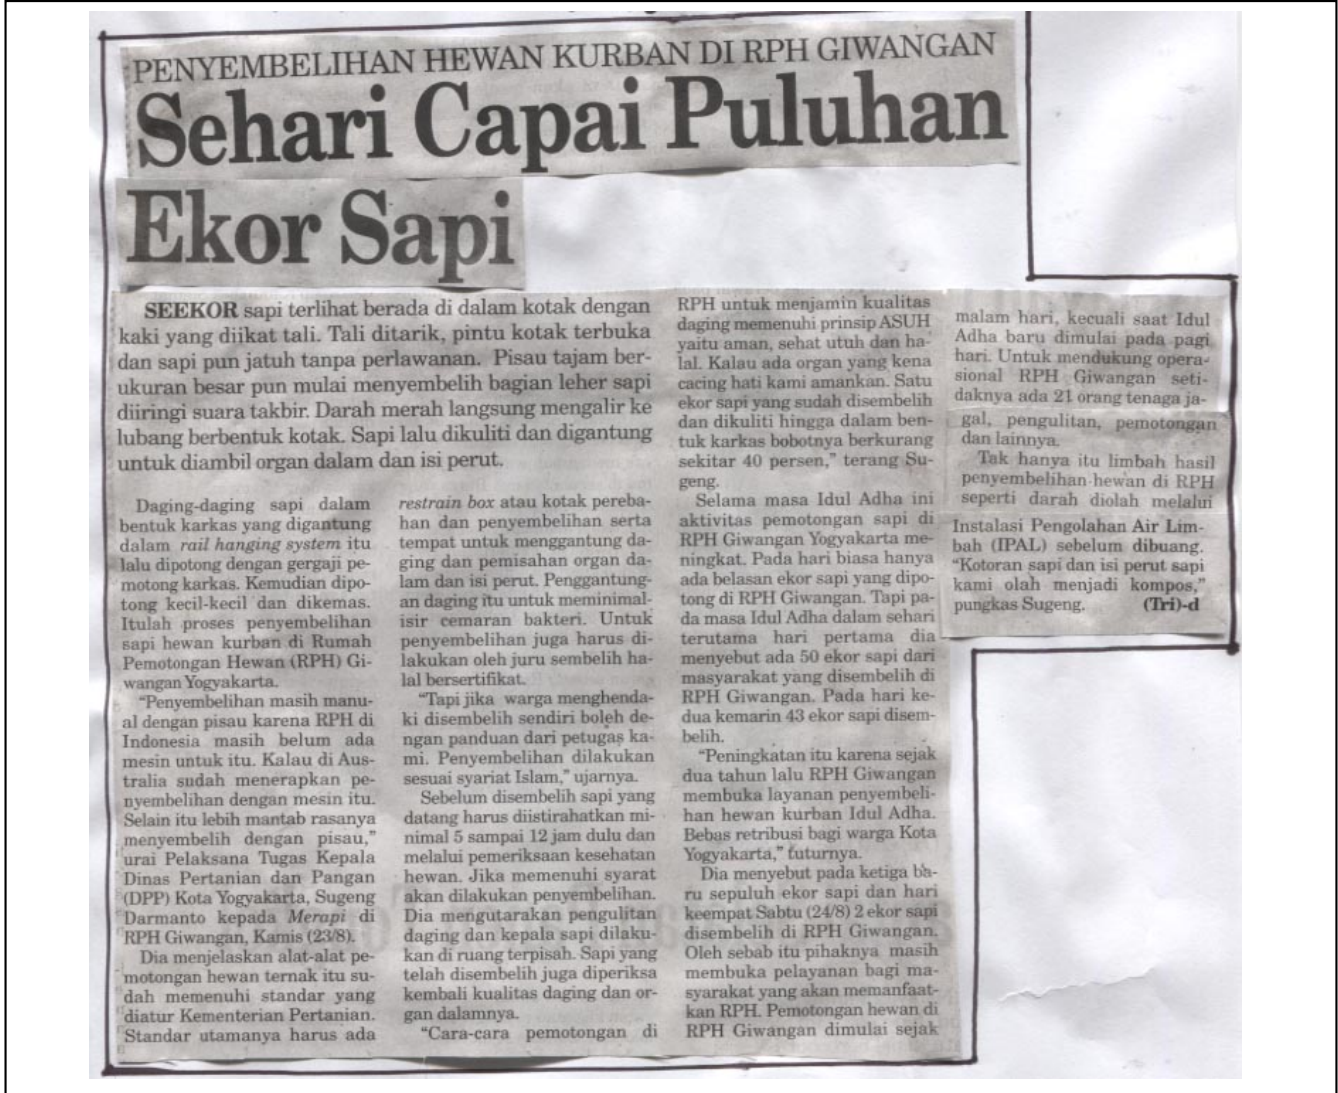 PENYEMBELIHAN HEWAN KURBAN DI RPH GIWANGAN
Sehari Capai Puluhan
Ekor Sapi
SEEKOR sapi terlihat berada di dalam kotak dengan
kaki yang diikat tali. Tali ditarik, pintu kotak terbuka
dan sapi pun jatuh tanpa perlawanan. Pisau tajam ber-
ukuran besar pun mulai menyembelih bagian leher sapi
diiringi suara takbir. Darah merah langsung mengalir ke
lubang berbentuk kotak. Sapi lalu dikuliti dan digantung
untuk diambil organ dalam dan isi perut.
Daging-daging sapi dalam
bentuk karkas yang digantung
dalam rail hanging system itu
lalu dipotong dengan gergaji pe-
motong karkas. Kemudian dipo-
tong kecil-kecil dan dikemas.
Itulah proses penyembelihan
sapi hewan kurban di Rumah
Pemotongan Hewan (RPH) Gi-
wangan Yogyakarta.
"Penyembelihan masih manu-
al dengan pisau karena RPH di
Indonesia masih belum ada
mesin untuk itu. Kalau di Aus-
tralia sudah menerapkan pe-
nyembelihan dengan mesin itu.
Selain itu lebih mantab rasanya
menyembelih dengan pisau,"
urai Pelaksana Tugas Kepala
Dinas Pertanian dan Pangan
(DPP) Kota Yogyakarta, Sugeng
Darmanto kepada Merapi di
RPH Giwangan, Kamis (23/8).
Dia menjelaskan alat-alat pe-
motongan hewan ternak itu su-
dah memenuhi standar yang
diatur Kementerian Pertanian.
Standar utamanya harus ada
restrain box atau kotak pereba-
han dan penyembelihan serta
tempat untuk menggantung da-
ging dan pemisahan organ da-
lam dan isi perut. Penggantung-
an daging itu untuk meminimal-
isir cemaran bakteri. Untuk
penyembelihan juga harus di-
lakukan oleh juru sembelih ha-
lal bersertifikat.
"Tapi jika warga menghenda-
ki disembelih sendiri boleh de-
ngan panduan dari petugas ka-
mi. Penyembelihan dilakukan
sesuai syariat Islam," ujarnya.
Sebelum disembelih sapi yang
datang harus diistirahatkan mi-
nimal 5 sampai 12 jam dulu dan
melalui pemeriksaan kesehatan
hewan. Jika memenuhi syarat
akan dilakukan penyembelihan.
Dia mengutarakan pengulitan
daging dan kepala sapi dilaku-
kan di ruang terpisah. Sapi yang
telah disembelih juga diperiksa
kembali kualitas daging dan or-
gan dalamnya.
"Cara-cara pemotongan di
RPH untuk menjamin kualitas
daging memenuhi prinsip ASUH
yaitu aman, sehat utuh dan ha-
lal. Kalau ada organ yang kena
cacing hati kami amankan. Satu
ekor sapi yang sudah disembelih
dan dikuliti hingga dalam ben-
tuk karkas bobotnya berkurang
sekitar 40 persen," terang Su-
geng.
Selama masa Idul Adha ini
aktivitas pemotongan sapi di
RPH Giwangan Yogyakarta me-
ningkat. Pada hari biasa hanya
ada belasan ekor sapi yang dipo-
tong di RPH Giwangan. Tapi pa-
da masa Idul Adha dalam sehari
terutama hari pertama dia
menyebut ada 50 ekor sapi dari
masyarakat yang disembelih di
RPH Giwangan. Pada hari ke-
dua kemarin 43 ekor sapi disem-
belih.
"Peningkatan itu karena sejak
dua tahun lalu RPH Giwangan
membuka layanan penyembeli-
han hewan kurban Idul Adha.
Bebas retribusi bagi warga Kota
Yogyakarta," tuturnya.
Dia menyebut pada ketiga ba-
ru sepuluh ekor sapi dan hari
keempat Sabtu (24/8) 2 ekor sapi
disembelih di RPH Giwangan.
Oleh sebab itu pihaknya masih
membuka pelayanan bagi ma-
syarakat yang akan memanfaat-
kan RPH. Pemotongan hewan di
RPH Giwangan dimulai sejak
malam hari, kecuali saat Idul
Adha baru dimulai pada pagi
hari. Untuk mendukung opera-
sional RPH Giwangan seti-
daknya ada 21 orang tenaga ja-
gal, pengulitan, pemotongan
dan lainnya.
Tak hanya itu limbah hasil
penyembelihan hewan di RPH
seperti darah diolah melalui
Instalasi Pengolahan Air Lim-
bah (IPAL) sebelum dibuang.
"Kotoran sapi dan isi perut sapi
kami olah menjadi kompos,"
pungkas Sugeng. (Tri)-d